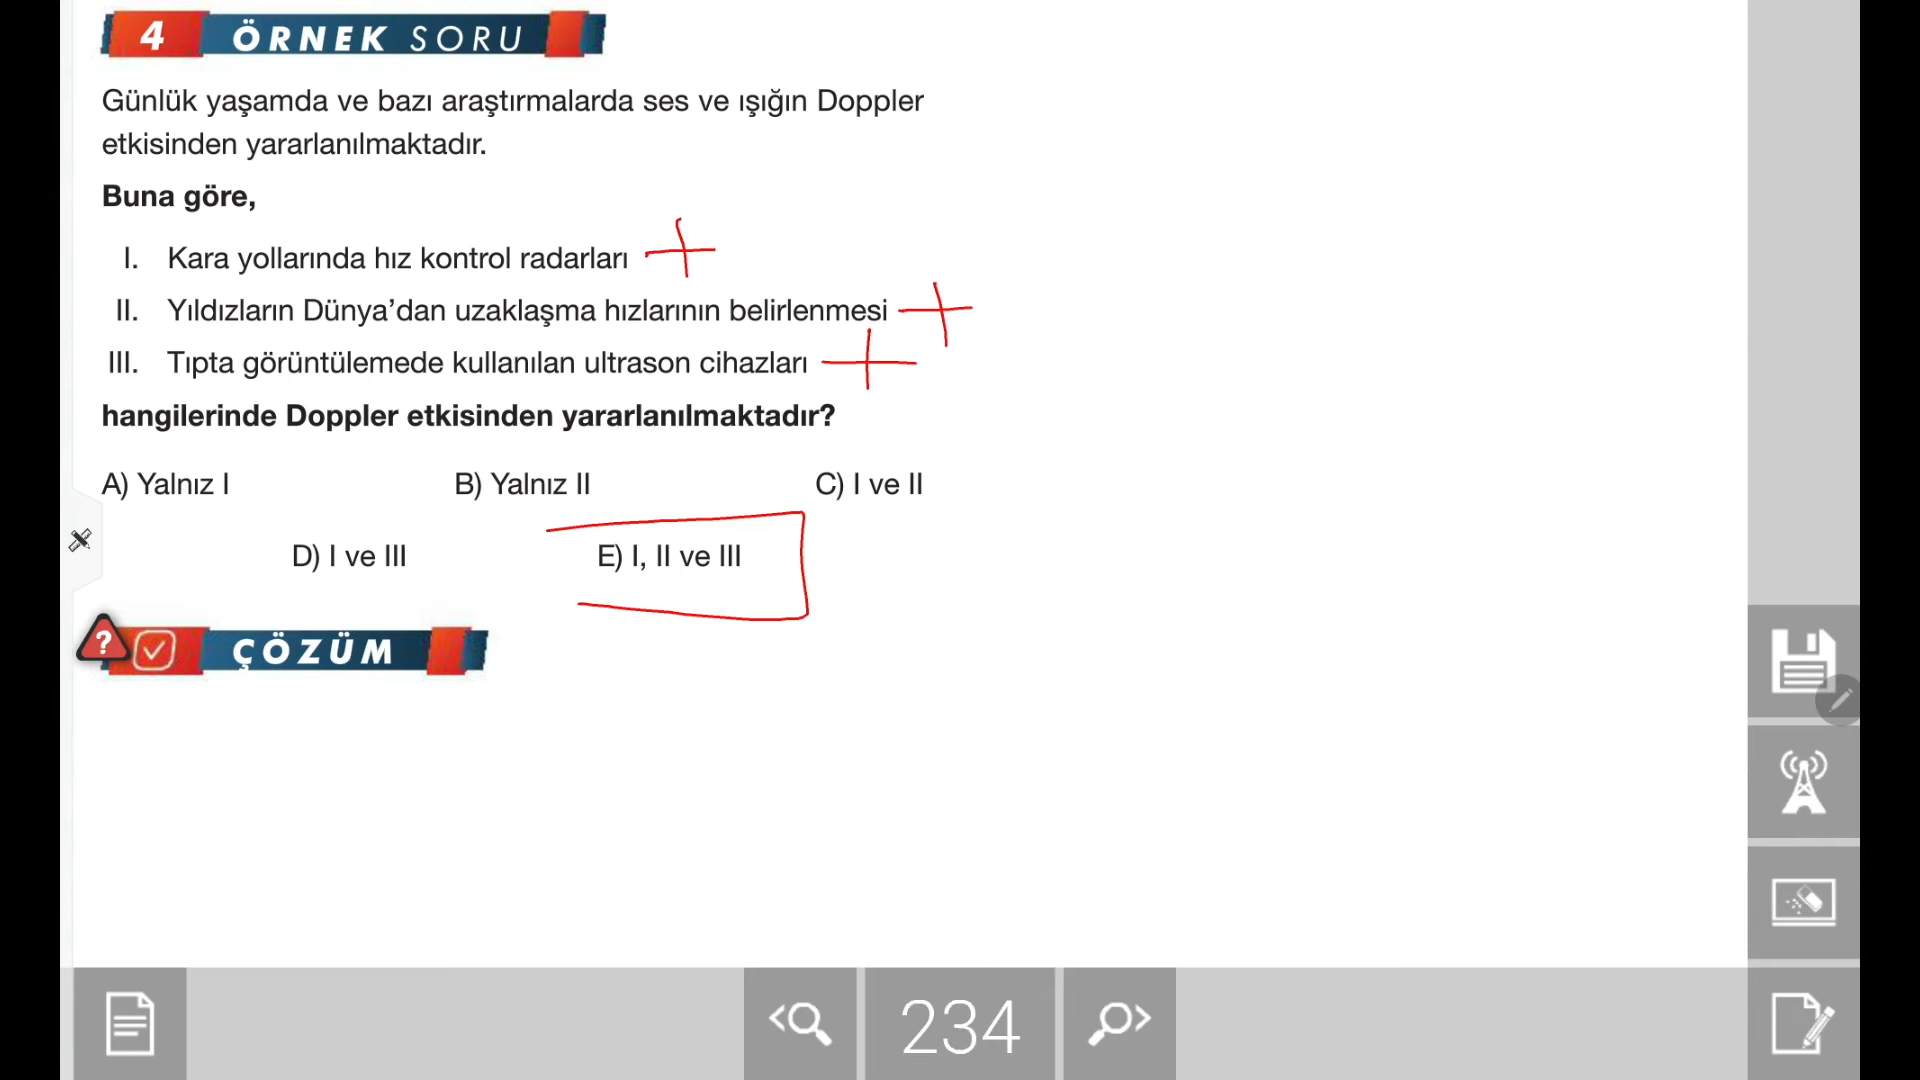 4 ÖRNEK SORU
Günlük yaşamda ve bazı araştırmalarda ses ve ışığın Doppler
etkisinden yararlanılmaktadır.
Buna göre,
I. Kara yollarında hız kontrol radarları
II. Yıldızların Dünya’dan uzaklaşma hızlarının belirlenmesi
III. Tıpta görüntülemede kullanılan ultrason cihazları
hangilerinde Doppler etkisinden yararlanılmaktadır?
A) Yalnız I B) Yalnız II C) I ve II
D) I ve III E) I, II ve III
? ÇÖZÜM
234